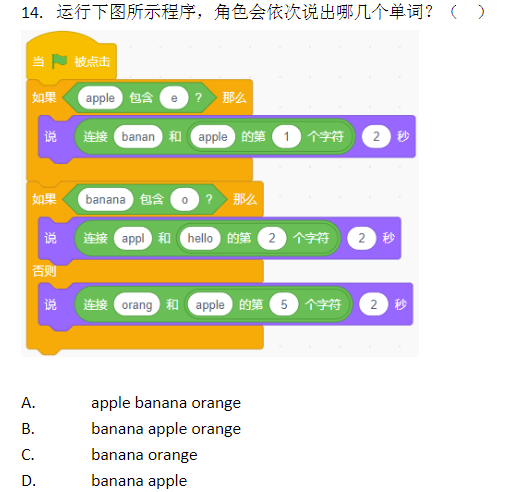 14. 运行下图所示程序，角色会依次说出哪几个单词？（ ）
当 被点击
如果 apple 包含 e ？ 那么
说 连接 banan 和 apple 的第 1 个字符 2 秒
如果 banana 包含 o ？ 那么
说 连接 appl 和 hello 的第 2 个字符 2 秒
否则
说 连接 orang 和 apple 的第 5 个字符 2 秒
A. apple banana orange
B. banana apple orange
C. banana orange
D. banana apple